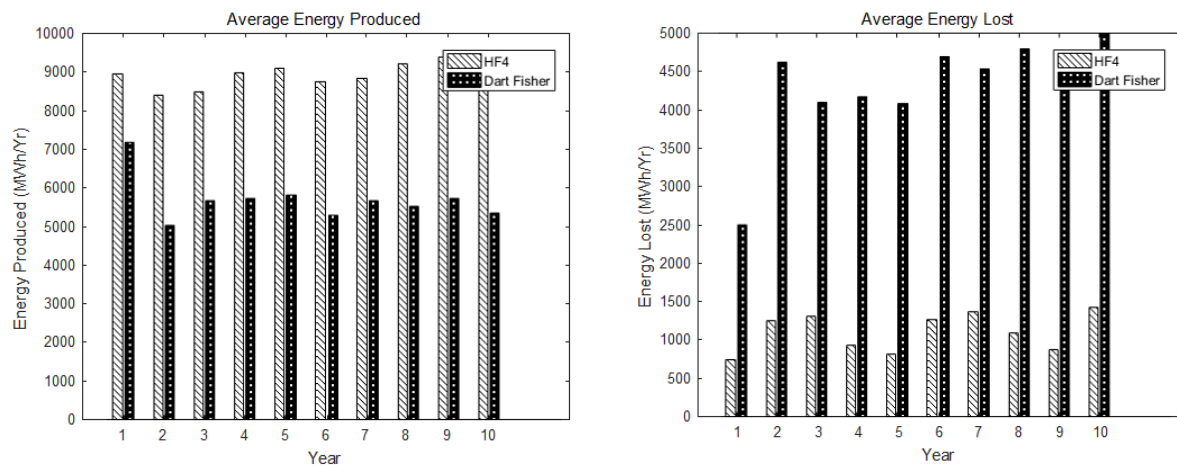 Average Energy Produced
10000
9000
8000
7000
6000
5000
4000
3000
2000
1000
0
Energy Produced (MWh/Yr)
HF4
Dart Fisher
1 2 3 4 5 6 7 8 9 10
Year
Average Energy Lost
5000
4500
4000
3500
3000
2500
2000
1500
1000
500
0
Energy Lost (MWh/Yr)
HF4
Dart Fisher
1 2 3 4 5 6 7 8 9 10
Year